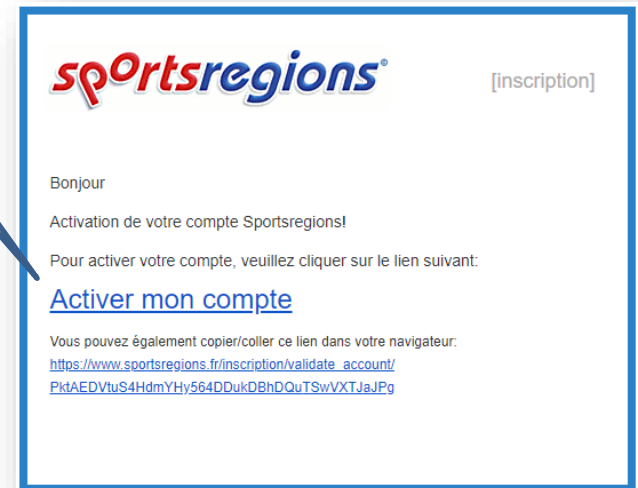 sportsregions®
[inscription]
Bonjour
Activation de votre compte Sportsregions!
Pour activer votre compte, veuillez cliquer sur le lien suivant:
Activer mon compte
Vous pouvez également copier/coller ce lien dans votre navigateur:
https://www.sportsregions.fr/inscription/validate_account/
PktAEDVtuS4HdmYHy564DDukDBhDQuTSwVXTJaJPg